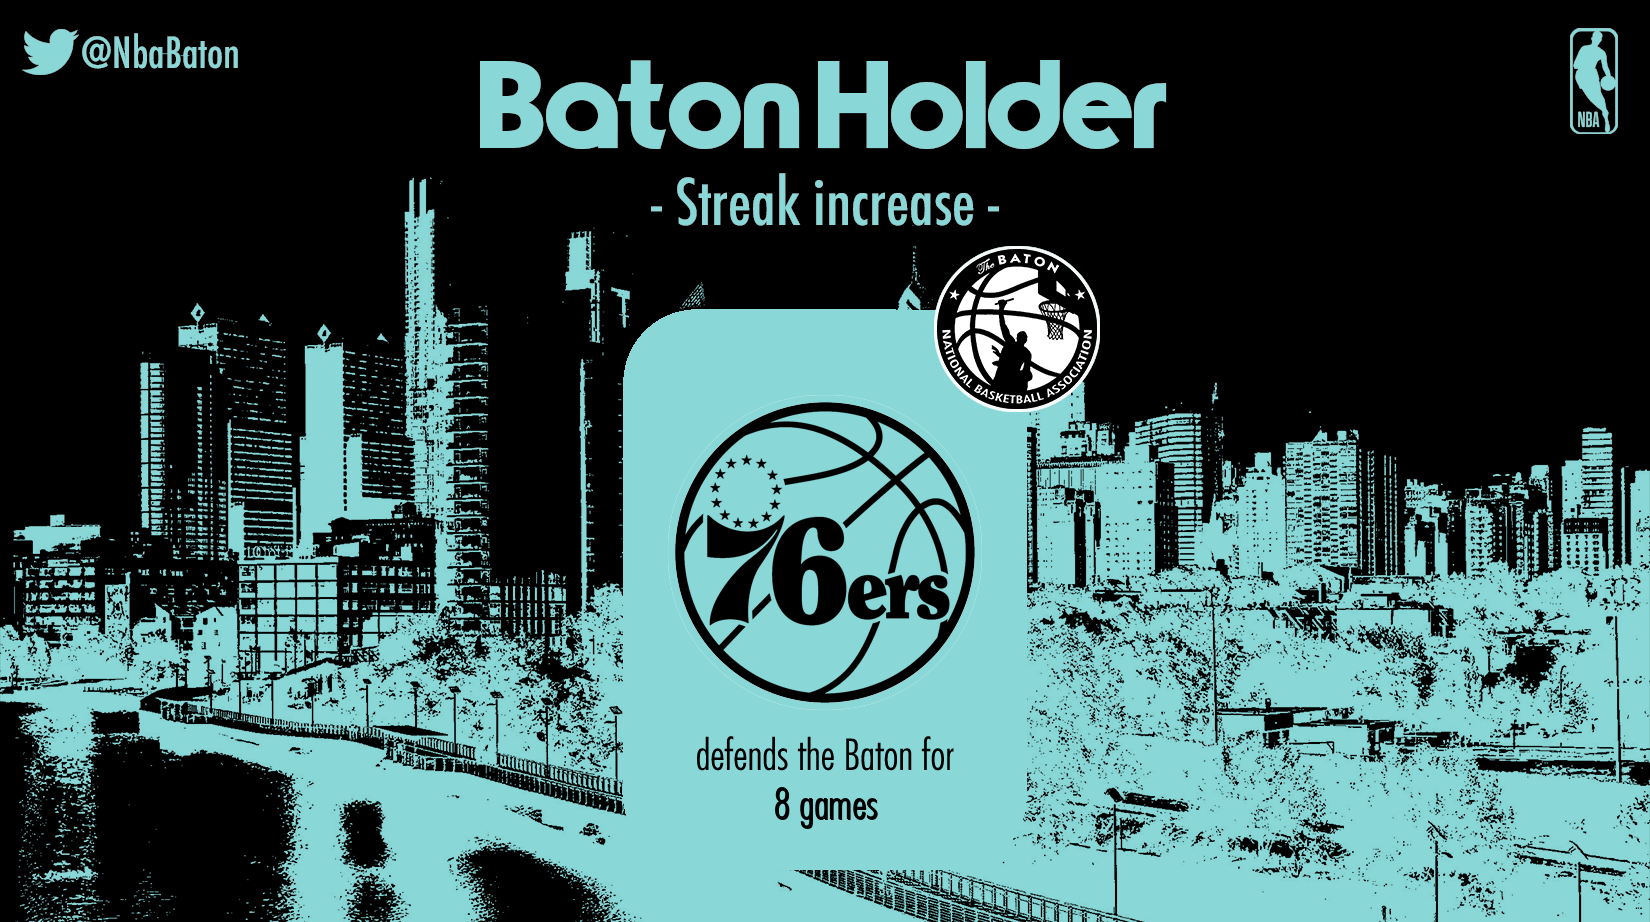 @NbaBaton
Baton Holder
NBA
- Streak increase -
The BATON
NATIONAL BASKETBALL ASSOCIATION
76ers
defends the Baton for
8 games